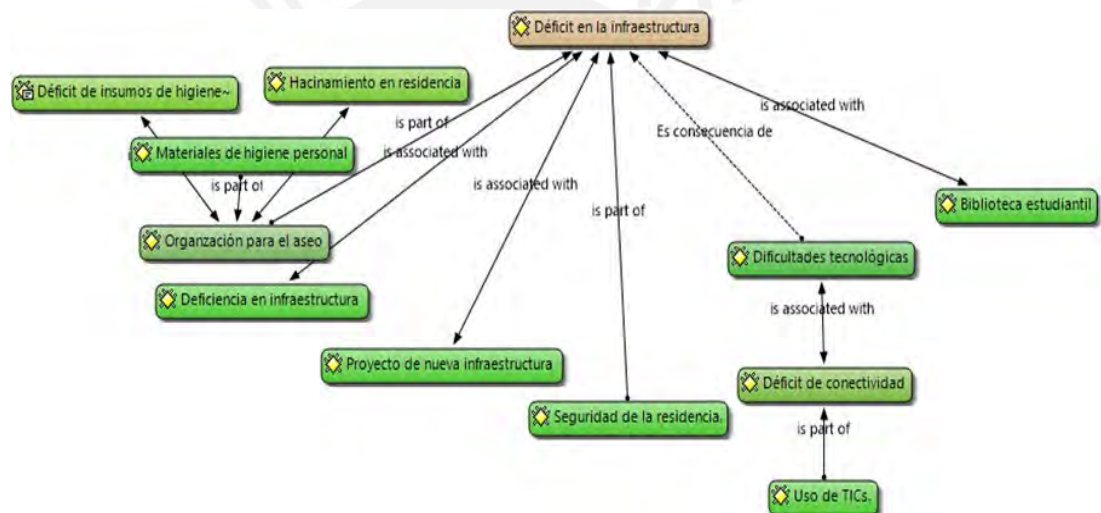 Déficit en la infraestructura
Déficit de insumos de higiene~
Hacinamiento en residencia
is associated with
is part of
Es consecuencia de
Materiales de higiene personal
is associated with
is associated with
is part of
Biblioteca estudiantil
is part of
Organzación para el aseo
Dificultades tecnológicas
Deficiencia en infraestructura
is associated with
Proyecto de nueva infraestructura
Déficit de conectividad
Seguridad de la residencia.
is part of
Uso de TICs.